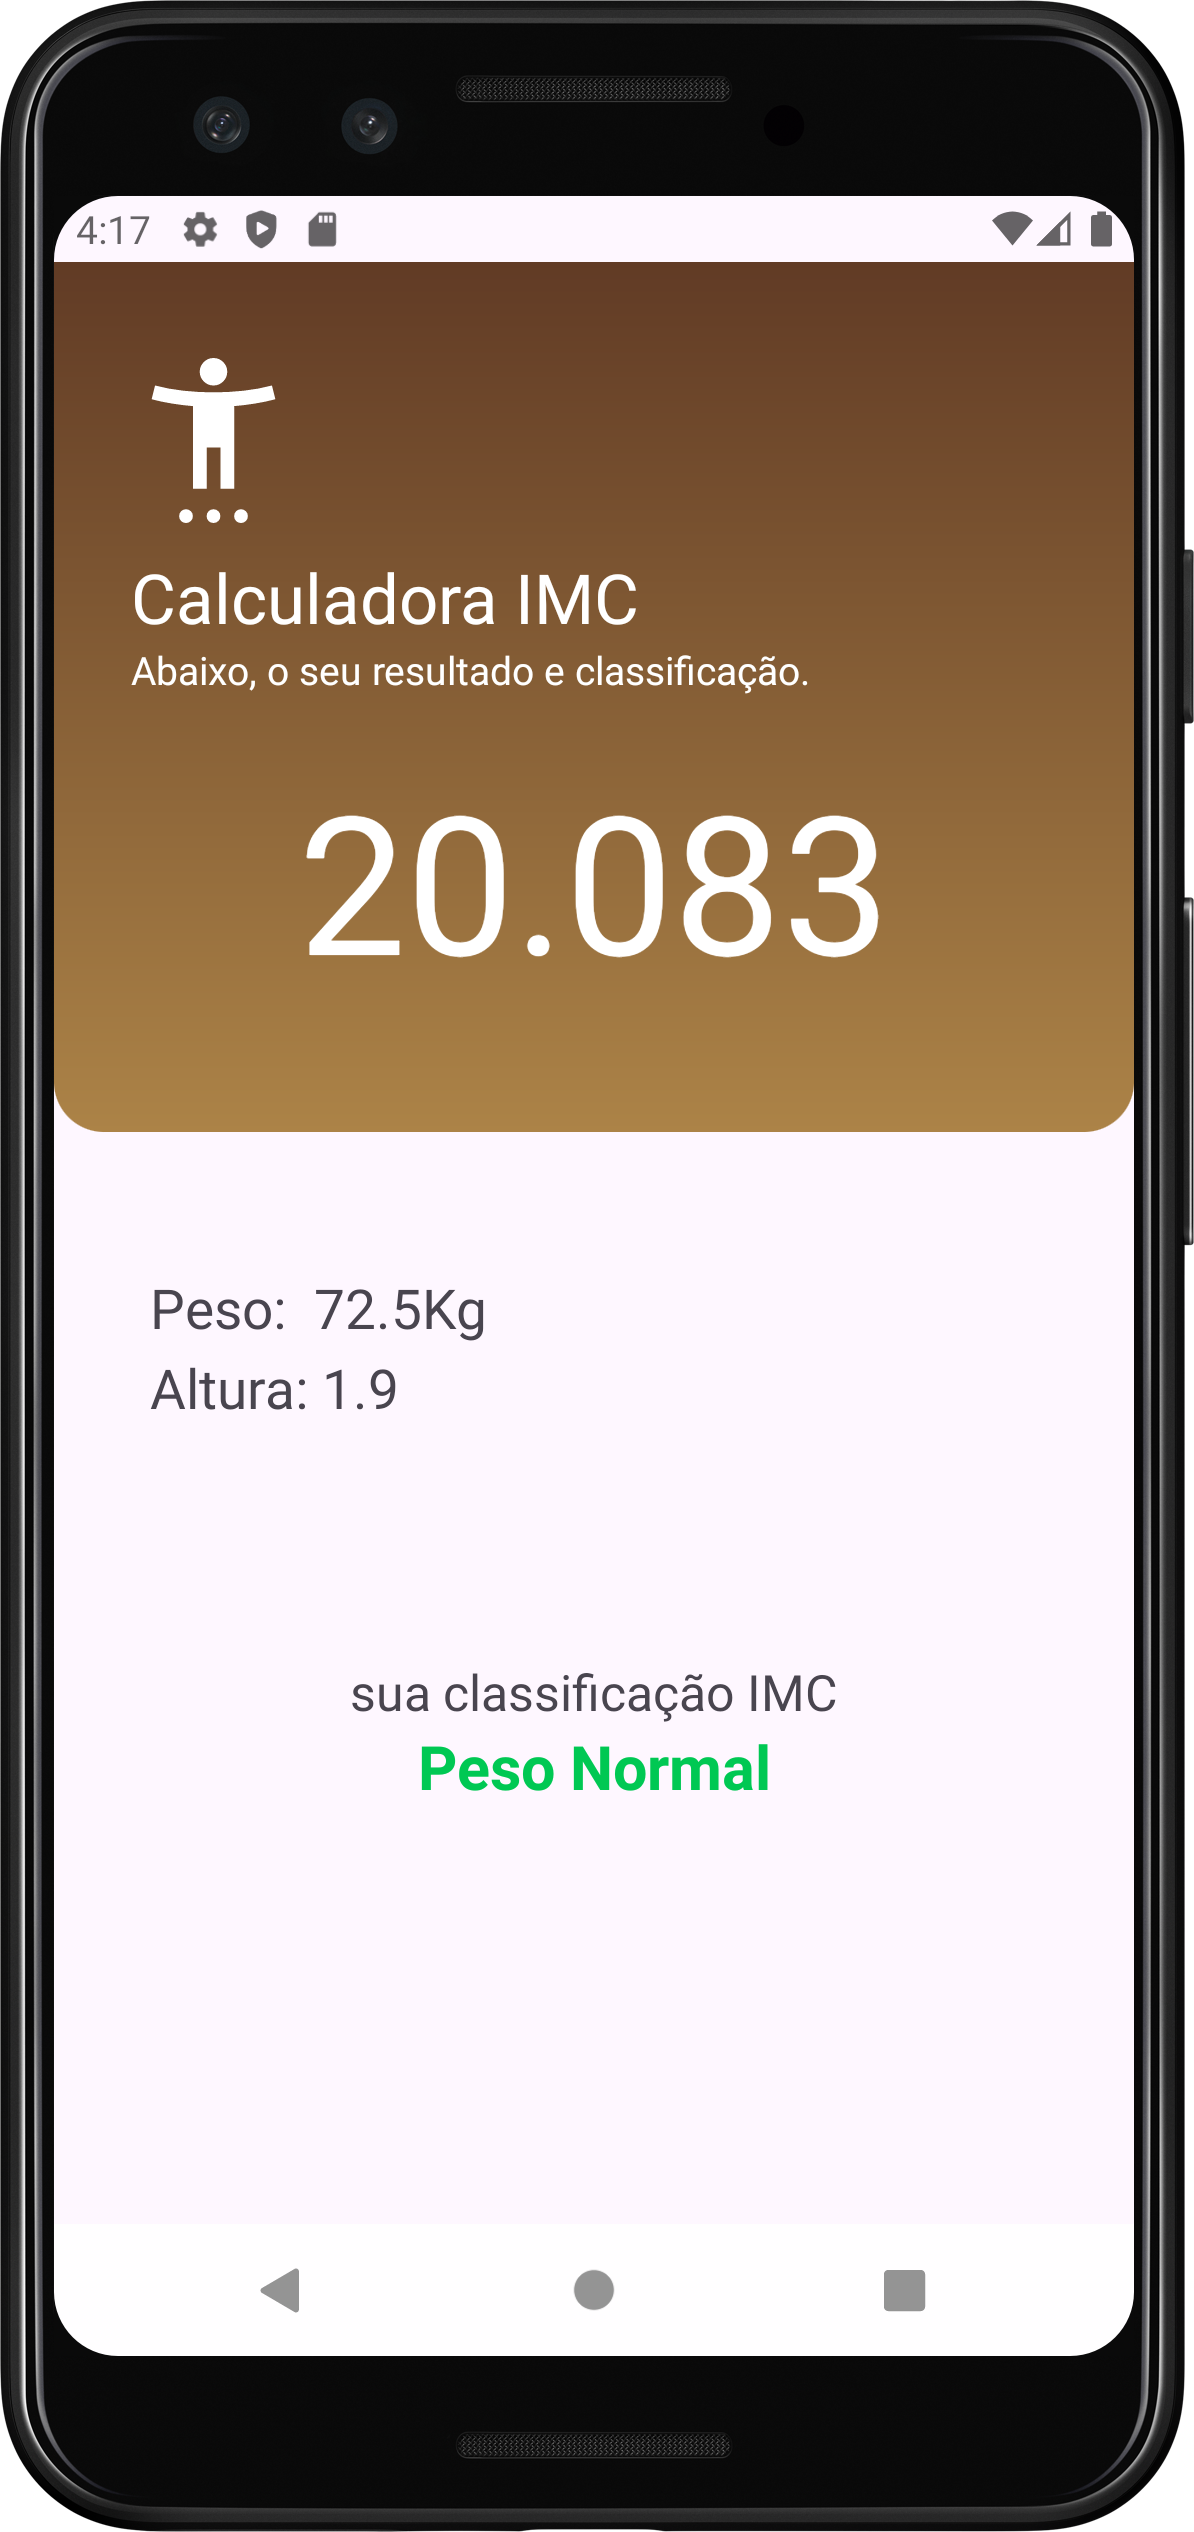 4:17
Calculadora IMC
Abaixo, o seu resultado e classificação.
20.083
Peso: 72.5Kg
Altura: 1.9
sua classificação IMC
Peso Normal